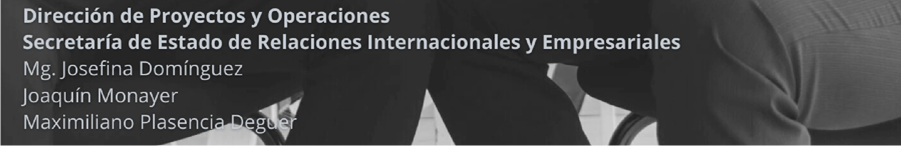 Dirección de Proyectos y Operaciones
Secretaría de Estado de Relaciones Internacionales y Empresariales
Mg. Josefina Domínguez
Joaquín Monayer
Maximiliano Plasencia Deguer